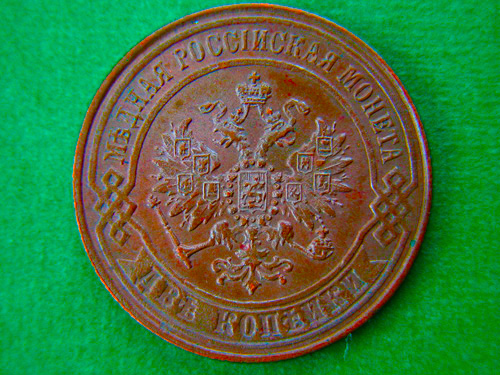 МѢДНАЯ РОССІЙСКАЯ МОНЕТА
ДВѢ КОПѢЙКИ